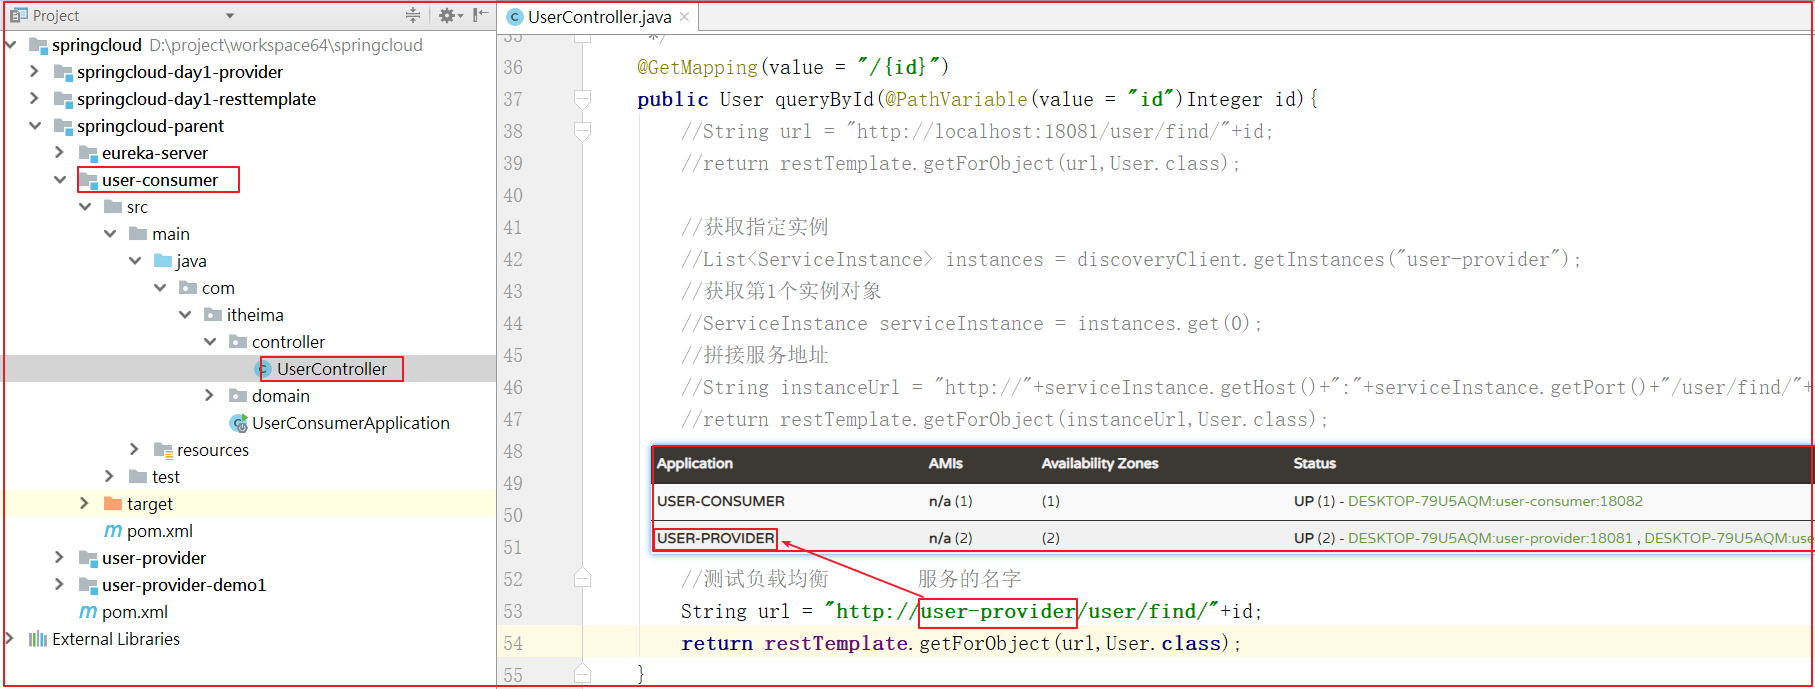 Project
springcloud D:\project\workspace64\springcloud
springcloud-day1-provider
springcloud-day1-resttemplate
springcloud-parent
eureka-server
user-consumer
src
main
java
com
itheima
controller
UserController
domain
UserConsumerApplication
resources
test
target
pom.xml
user-provider
user-provider-demo1
pom.xml
External Libraries
UserController.java
35 */
36 @GetMapping(value = "/{id}")
37 public User queryById(@PathVariable(value = "id")Integer id){
38 //String url = "http://localhost:18081/user/find/"+id;
39 //return restTemplate.getForObject(url,User.class);
40
41 //获取指定实例
42 //List<ServiceInstance> instances = discoveryClient.getInstances("user-provider");
43 //获取第1个实例对象
44 //ServiceInstance serviceInstance = instances.get(0);
45 //拼接服务地址
46 //String instanceUrl = "http://"+serviceInstance.getHost()+":"+serviceInstance.getPort()+"/user/find/"+
47 //return restTemplate.getForObject(instanceUrl,User.class);
48
Application AMIs Availability Zones Status
49
USER-CONSUMER n/a (1) (1) UP (1) - DESKTOP-79U5AQM:user-consumer:18082
50
USER-PROVIDER n/a (2) (2) UP (2) - DESKTOP-79U5AQM:user-provider:18081 , DESKTOP-79U5AQM:use
51
52 //测试负载均衡 服务的名字
53 String url = "http://user-provider/user/find/"+id;
54 return restTemplate.getForObject(url,User.class);
55 }